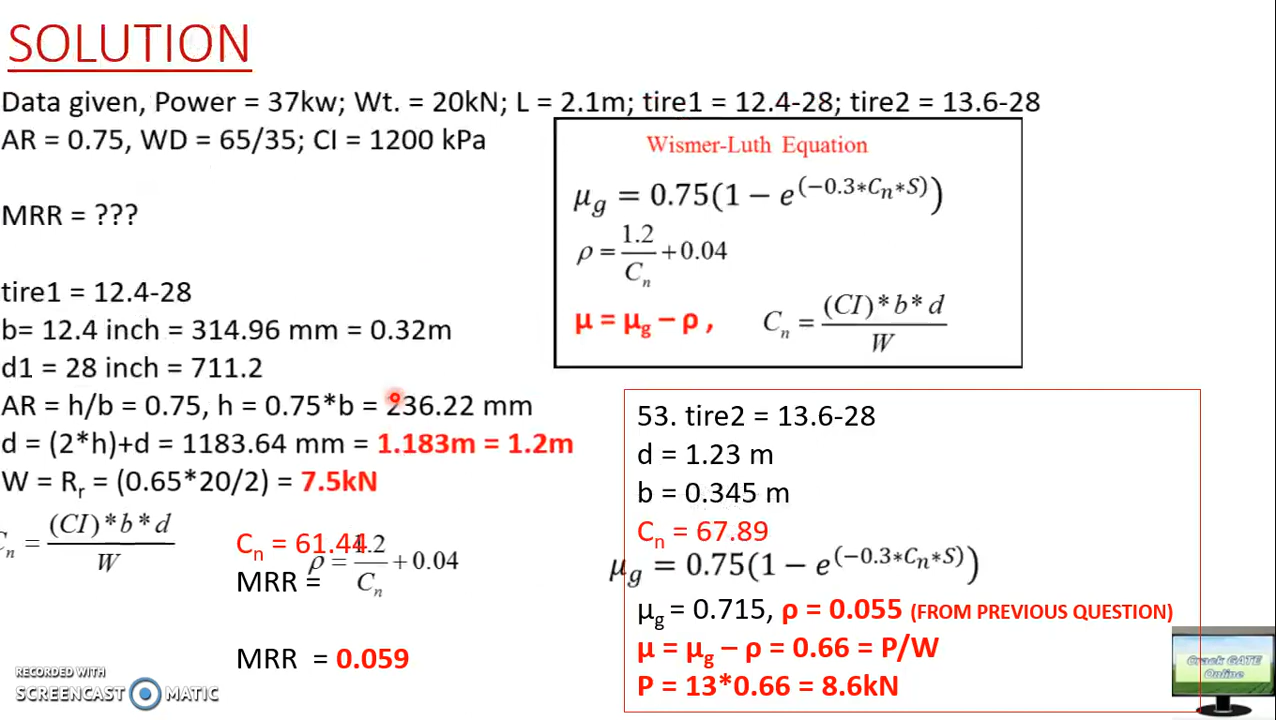 SOLUTION
Data given, Power = 37kw; Wt. = 20kN; L = 2.1m; tire1 = 12.4-28; tire2 = 13.6-28
AR = 0.75, WD = 65/35; CI = 1200 kPa
MRR = ???
tire1 = 12.4-28
b= 12.4 inch = 314.96 mm = 0.32m
d1 = 28 inch = 711.2
AR = h/b = 0.75, h = 0.75*b = 236.22 mm
d = (2*h)+d = 1183.64 mm = 1.183m = 1.2m
W = Rr = (0.65*20/2) = 7.5kN
Cn = (CI)*b*d / W
Cn = 61.44
ρ = 1.2/Cn + 0.04
MRR =
MRR = 0.059
Wismer-Luth Equation
μg = 0.75(1 − e^(−0.3*Cn*S))
ρ = 1.2/Cn + 0.04
μ = μg – ρ ,
Cn = (CI)*b*d / W
53. tire2 = 13.6-28
d = 1.23 m
b = 0.345 m
Cn = 67.89
μg = 0.75(1 − e^(−0.3*Cn*S))
μg = 0.715, ρ = 0.055 (FROM PREVIOUS QUESTION)
μ = μg – ρ = 0.66 = P/W
P = 13*0.66 = 8.6kN
RECORDED WITH
SCREENCAST MATIC
Crack GATE
Online